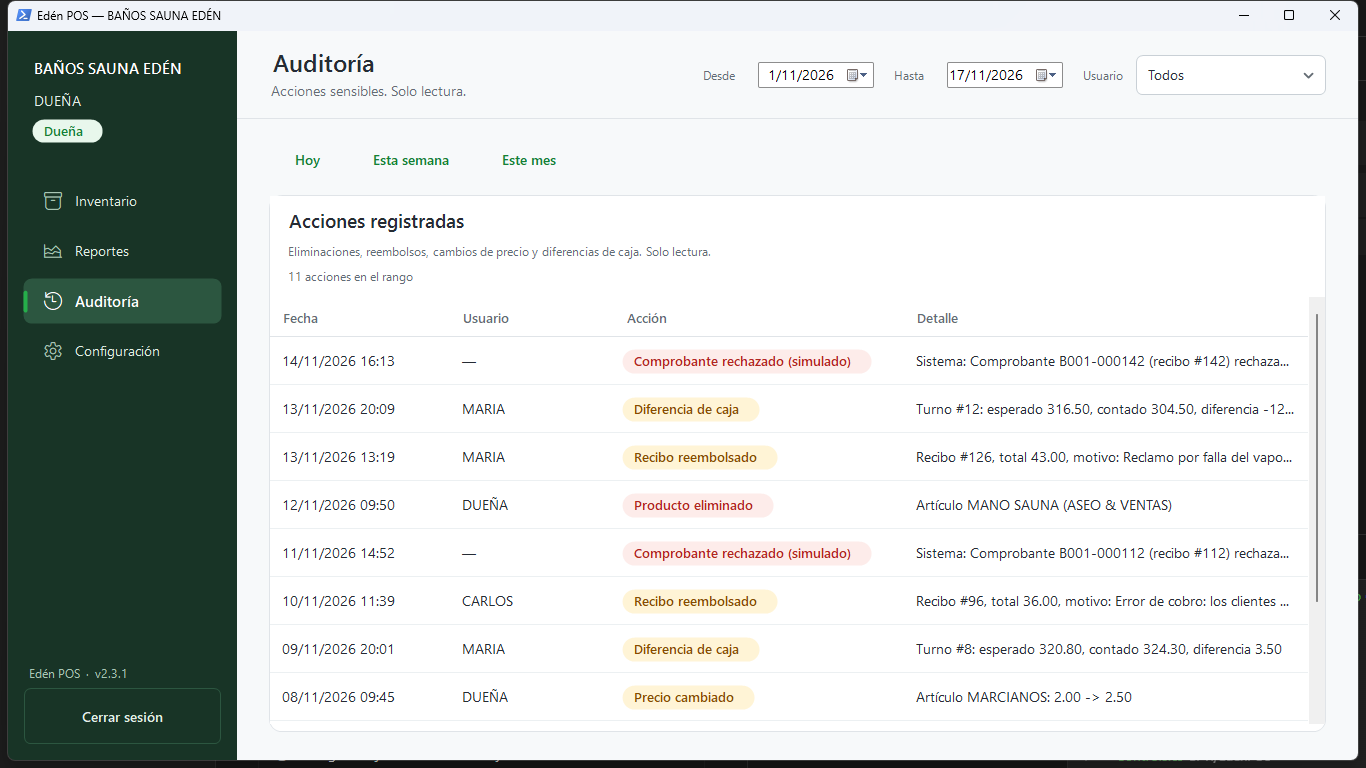 Edén POS — BAÑOS SAUNA EDÉN
BAÑOS SAUNA EDÉN
DUEÑA
Dueña
Inventario
Reportes
Auditoría
Configuración
Edén POS · v2.3.1
Cerrar sesión
Auditoría
Acciones sensibles. Solo lectura.
Desde 1/11/2026 Hasta 17/11/2026 Usuario Todos
Hoy Esta semana Este mes
Acciones registradas
Eliminaciones, reembolsos, cambios de precio y diferencias de caja. Solo lectura.
11 acciones en el rango
Fecha Usuario Acción Detalle
14/11/2026 16:13 — Comprobante rechazado (simulado) Sistema: Comprobante B001-000142 (recibo #142) rechaza...
13/11/2026 20:09 MARIA Diferencia de caja Turno #12: esperado 316.50, contado 304.50, diferencia -12...
13/11/2026 13:19 MARIA Recibo reembolsado Recibo #126, total 43.00, motivo: Reclamo por falla del vapo...
12/11/2026 09:50 DUEÑA Producto eliminado Artículo MANO SAUNA (ASEO & VENTAS)
11/11/2026 14:52 — Comprobante rechazado (simulado) Sistema: Comprobante B001-000112 (recibo #112) rechaza...
10/11/2026 11:39 CARLOS Recibo reembolsado Recibo #96, total 36.00, motivo: Error de cobro: los clientes ...
09/11/2026 20:01 MARIA Diferencia de caja Turno #8: esperado 320.80, contado 324.30, diferencia 3.50
08/11/2026 09:45 DUEÑA Precio cambiado Artículo MARCIANOS: 2.00 -> 2.50